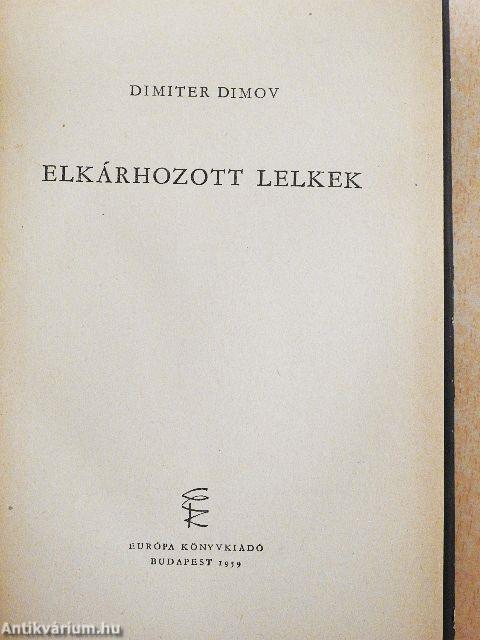 DIMITER DIMOV
ELKÁRHOZOTT LELKEK
EURÓPA KÖNYVKIADÓ
BUDAPEST 1959
Antikvárium.hu